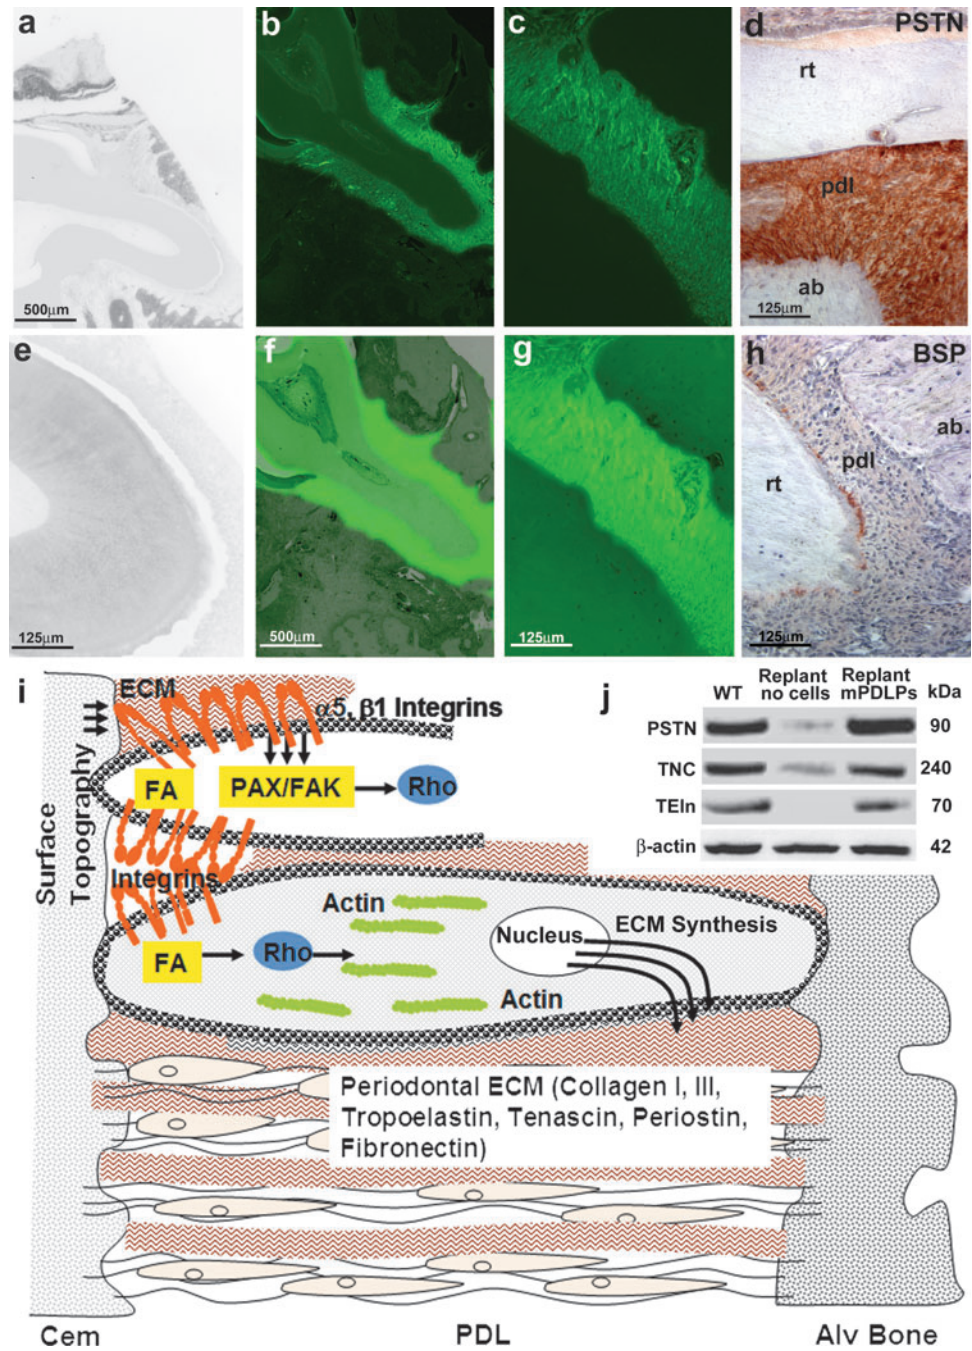 a
b
c
d
PSTN
rt
pdl
ab
500μm
125μm
e
f
g
h
BSP
ab
pdl
rt
125μm
500μm
125μm
125μm
i
ECM
α5, β1 Integrins
FA
PAX/FAK
Rho
Surface
Topography
Integrins
Actin
Nucleus
ECM Synthesis
FA
Rho
Actin
Periodontal ECM (Collagen I, III,
Tropoelastin, Tenascin, Periostin,
Fibronectin)
Cem
PDL
Alv Bone
j
WT
Replant
no cells
Replant
mPDLPs
kDa
PSTN
90
TNC
240
TEln
70
β-actin
42